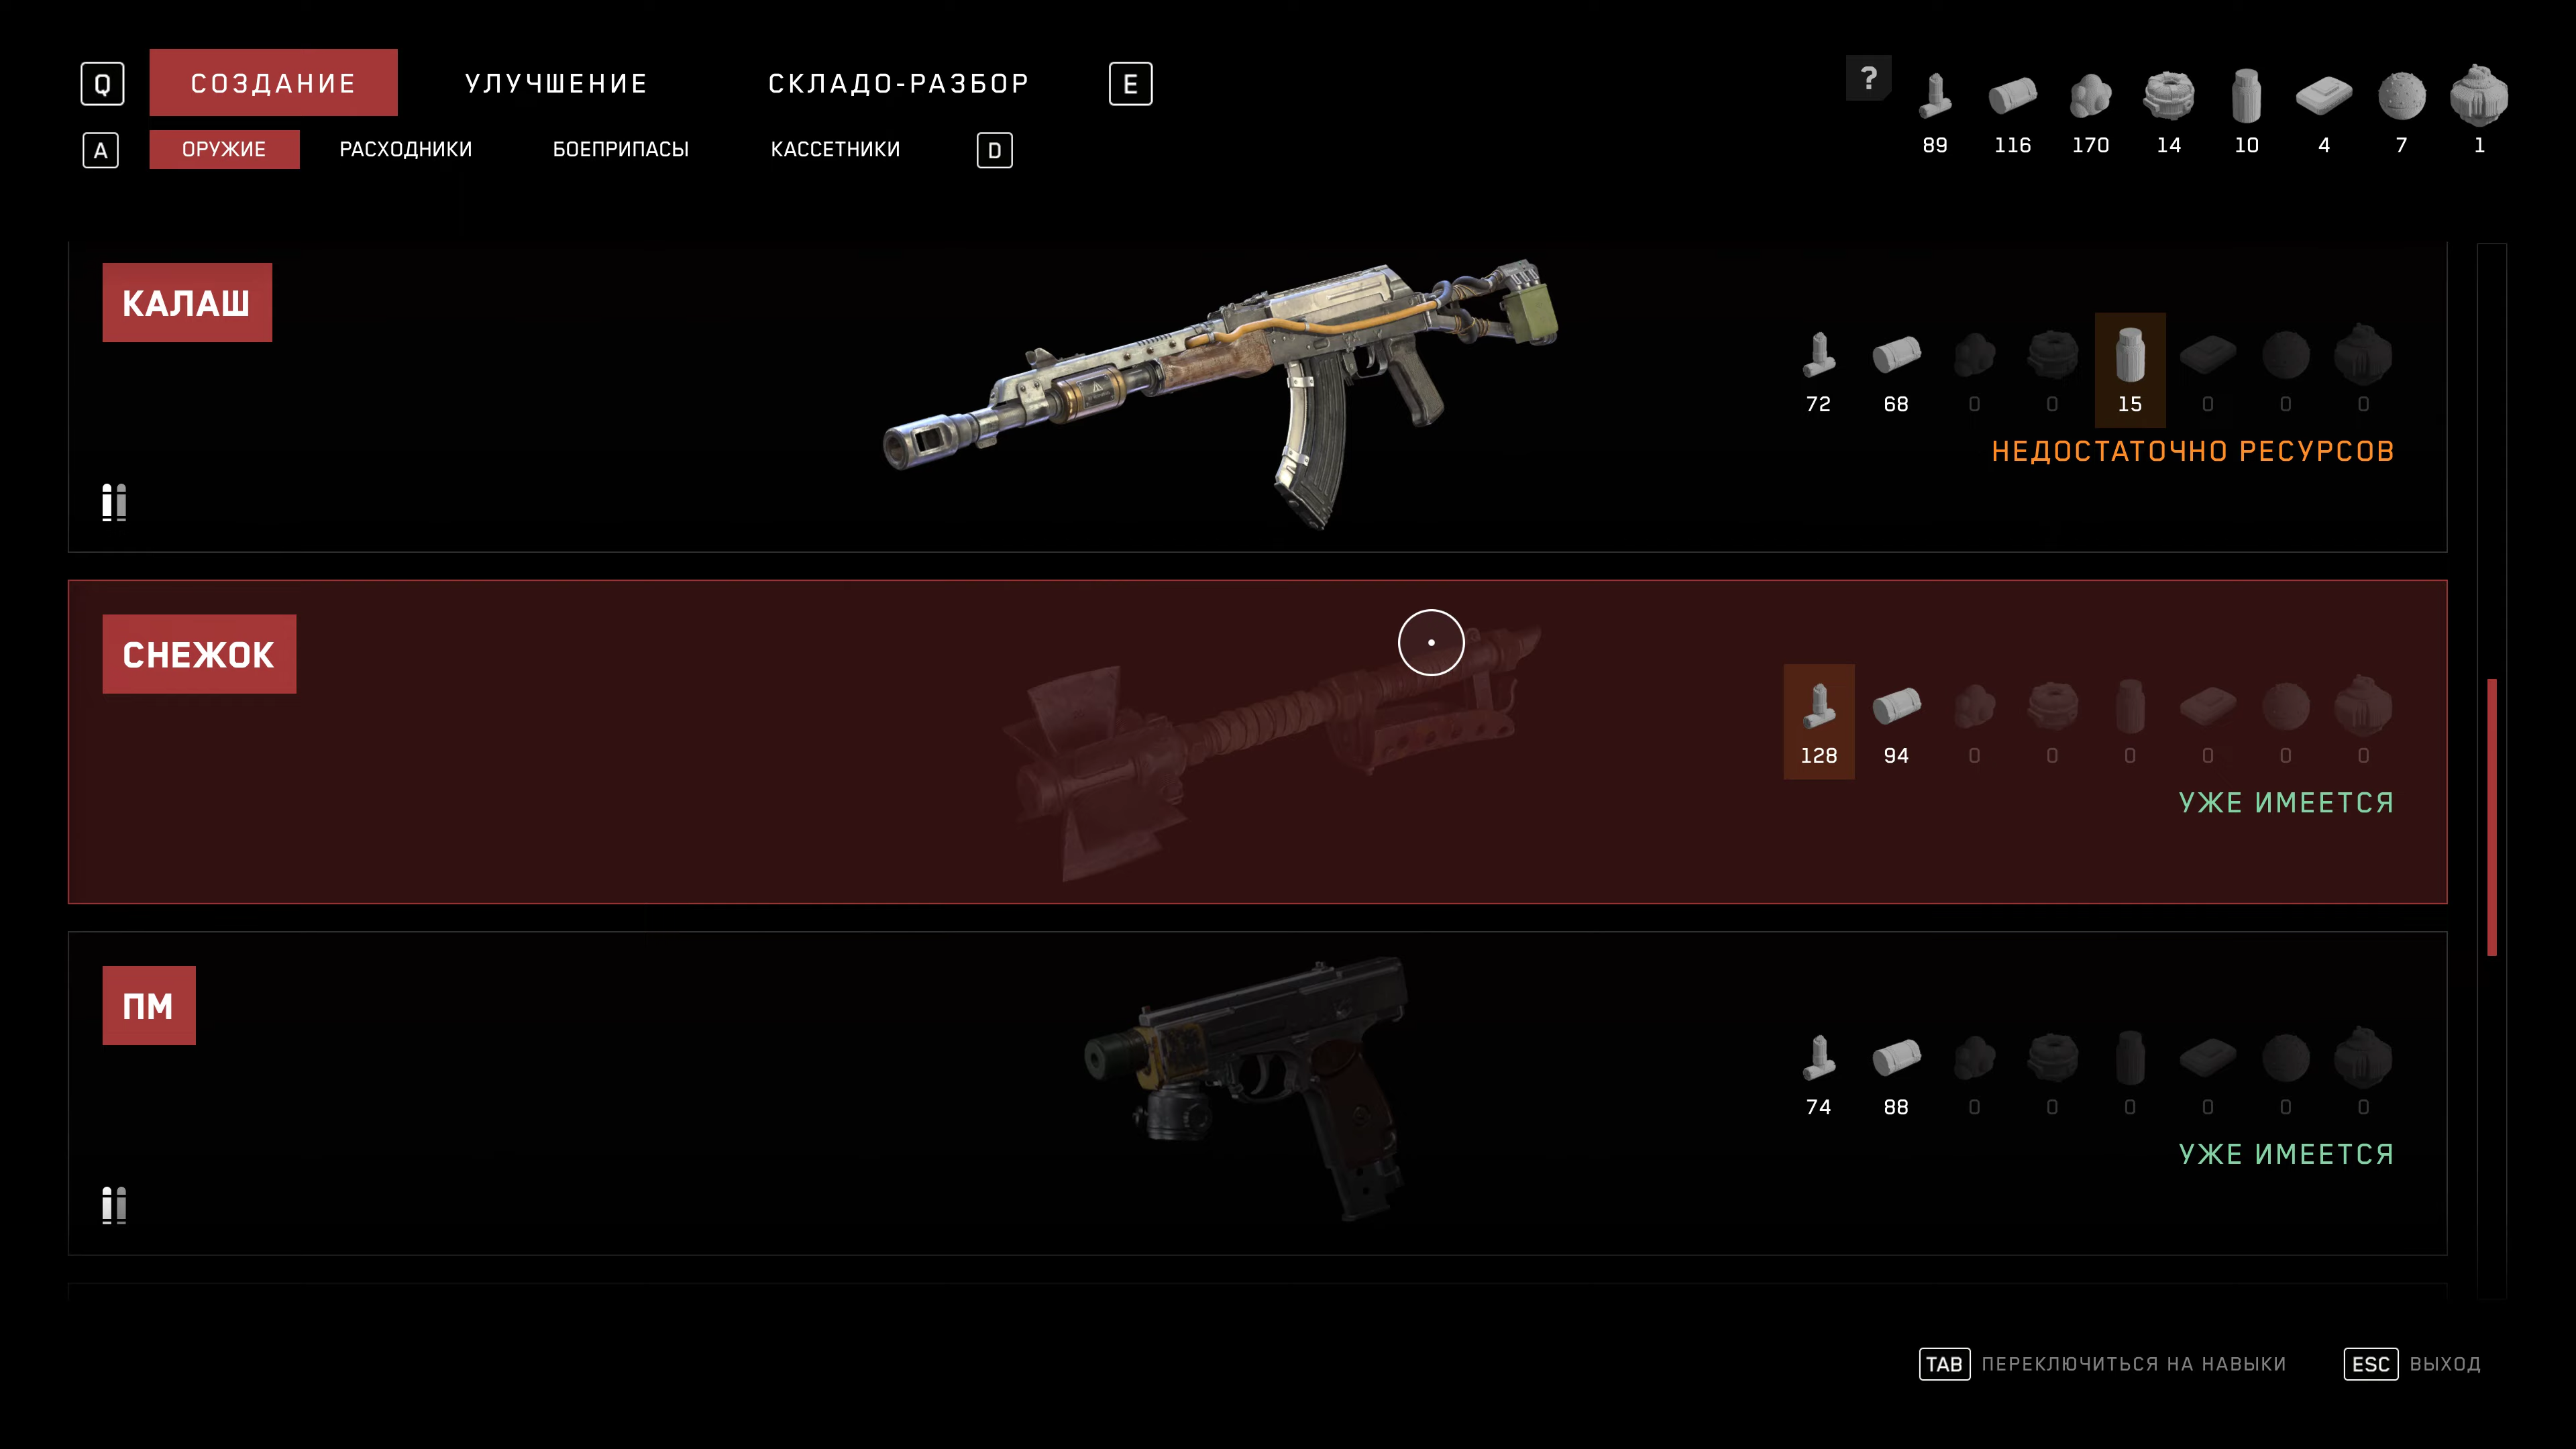 Q СОЗДАНИЕ УЛУЧШЕНИЕ СКЛАДО-РАЗБОР E
?
89 116 170 14 10 4 7 1
A ОРУЖИЕ РАСХОДНИКИ БОЕПРИПАСЫ КАССЕТНИКИ D
КАЛАШ
72 68 0 0 15 0 0 0
НЕДОСТАТОЧНО РЕСУРСОВ
СНЕЖОК
128 94 0 0 0 0 0 0
УЖЕ ИМЕЕТСЯ
ПМ
74 88 0 0 0 0 0 0
УЖЕ ИМЕЕТСЯ
TAB ПЕРЕКЛЮЧИТЬСЯ НА НАВЫКИ ESC ВЫХОД